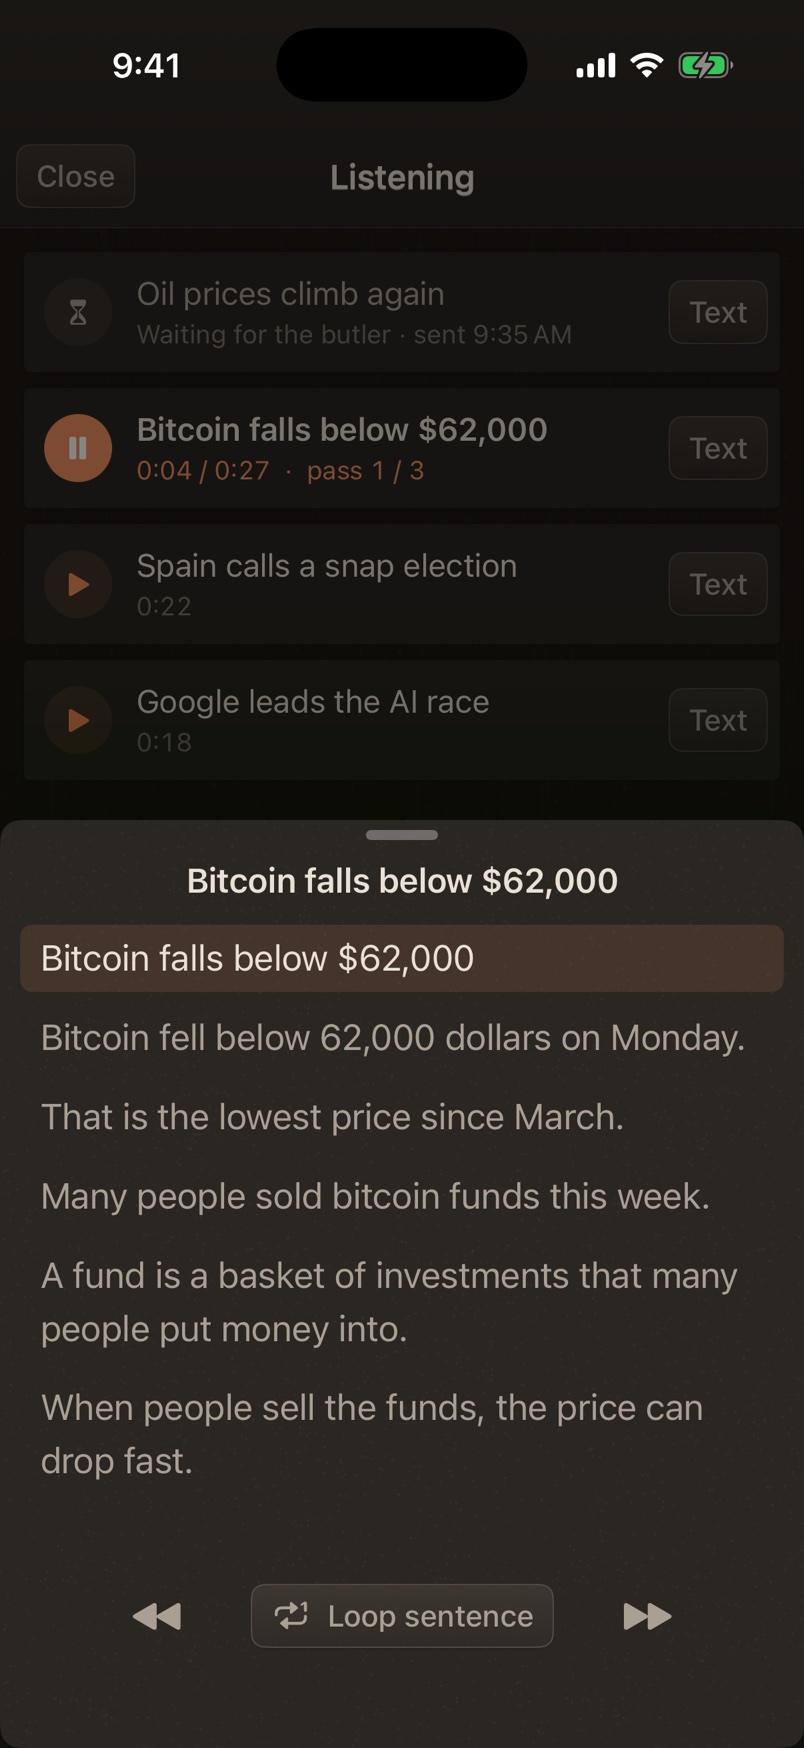 9:41
Close
Listening
Oil prices climb again
Waiting for the butler · sent 9:35 AM
Text
Bitcoin falls below $62,000
0:04 / 0:27 · pass 1 / 3
Text
Spain calls a snap election
0:22
Text
Google leads the AI race
0:18
Text
Bitcoin falls below $62,000
Bitcoin falls below $62,000
Bitcoin fell below 62,000 dollars on Monday.
That is the lowest price since March.
Many people sold bitcoin funds this week.
A fund is a basket of investments that many
people put money into.
When people sell the funds, the price can
drop fast.
Loop sentence